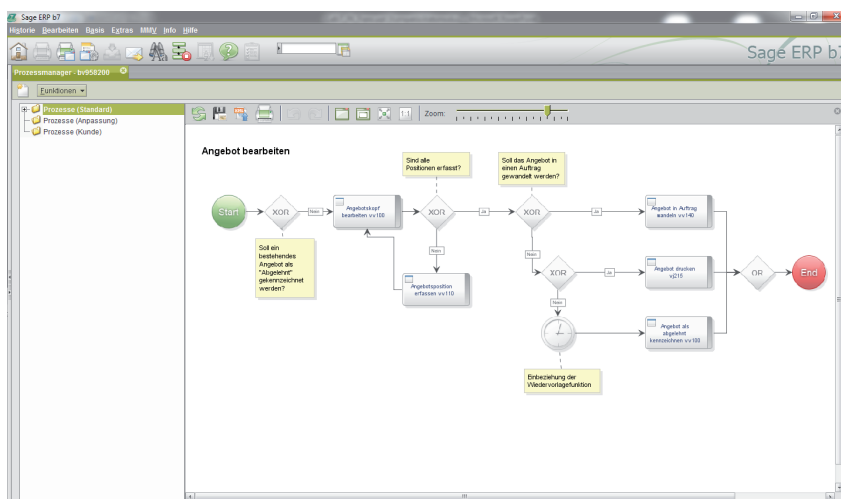 Sage ERP b7
Historie Bearbeiten Basis Extras MMV Info Hilfe
Sage ERP b7
Prozessmanager - bv958200
Funktionen
Prozesse (Standard)
Prozesse (Anpassung)
Prozesse (Kunde)
1:1
Zoom:
Angebot bearbeiten
Sind alle
Positionen erfasst?
Soll das Angebot in
einen Auftrag
gewandelt werden?
Start
XOR
Nein
Angebotskopf
bearbeiten vv100
XOR
Ja
XOR
Ja
Angebot in Auftrag
wandeln vv140
Soll ein
bestehendes
Angebot als
"Abgelehnt"
gekennzeichnet
werden?
Nein
Angebotsposition
erfassen vv110
Nein
XOR
Ja
Angebot drucken
vj215
OR
End
Nein
Angebot als
abgelehnt
kennzeichnen vv100
Einbeziehung der
Wiedervorlagefunktion